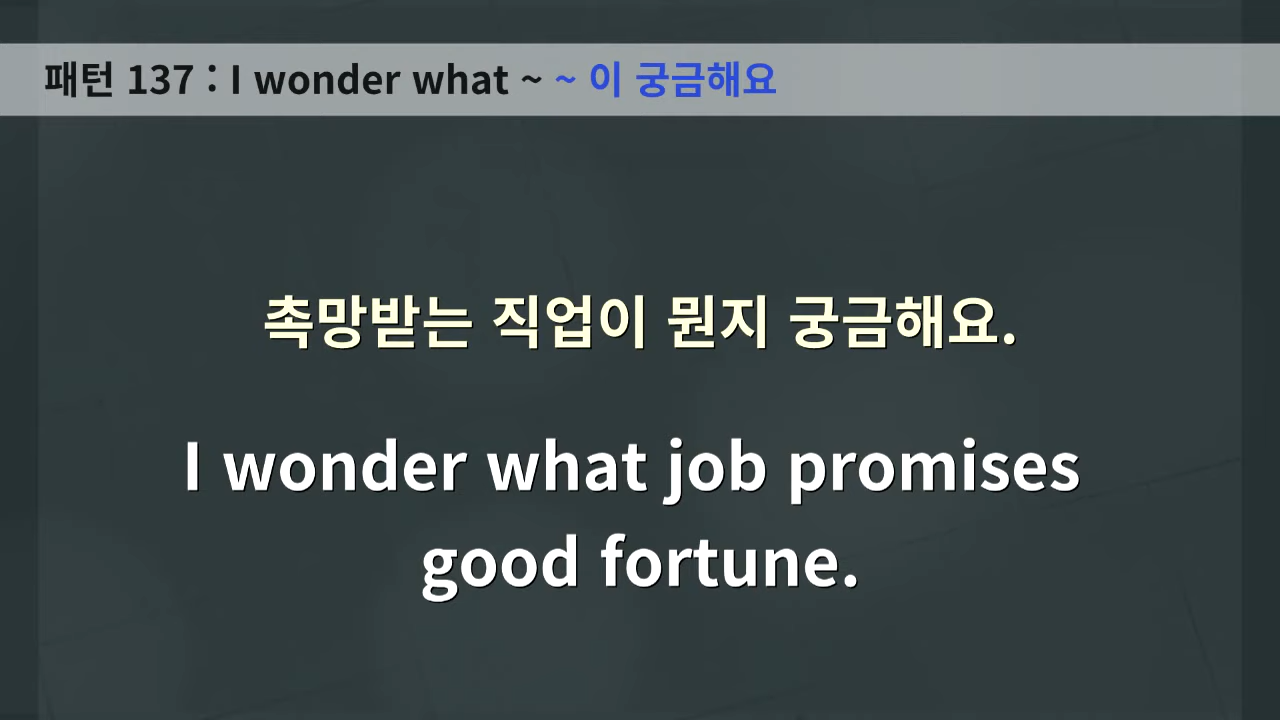 패턴 137 : I wonder what ~ ~ 이 궁금해요
촉망받는 직업이 뭔지 궁금해요.
I wonder what job promises
good fortune.